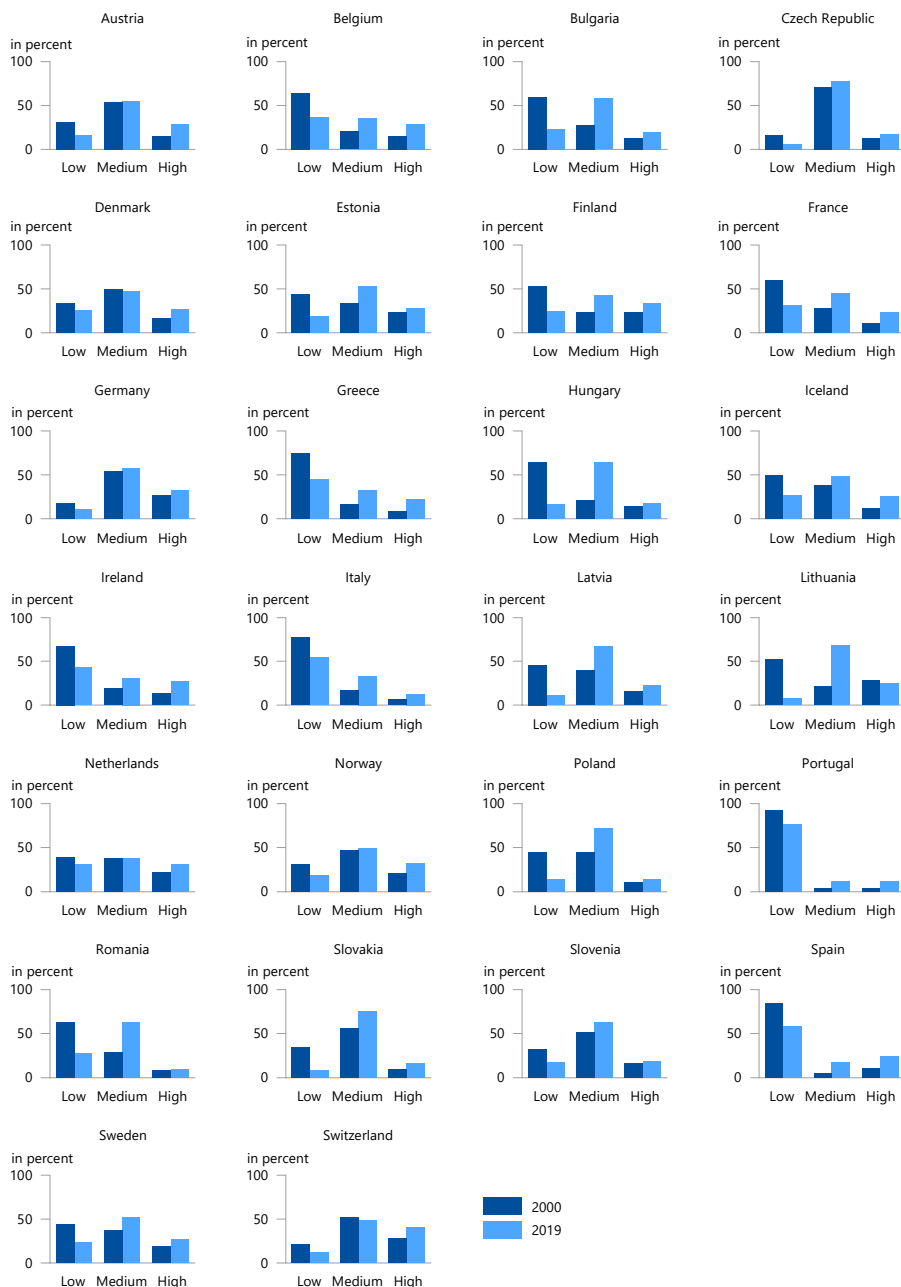 Austria
Belgium
Bulgaria
Czech Republic
in percent
in percent
in percent
in percent
100
100
100
100
50
50
50
50
0
0
0
0
Low Medium High
Low Medium High
Low Medium High
Low Medium High
Denmark
Estonia
Finland
France
in percent
in percent
in percent
in percent
100
100
100
100
50
50
50
50
0
0
0
0
Low Medium High
Low Medium High
Low Medium High
Low Medium High
Germany
Greece
Hungary
Iceland
in percent
in percent
in percent
in percent
100
100
100
100
50
50
50
50
0
0
0
0
Low Medium High
Low Medium High
Low Medium High
Low Medium High
Ireland
Italy
Latvia
Lithuania
in percent
in percent
in percent
in percent
100
100
100
100
50
50
50
50
0
0
0
0
Low Medium High
Low Medium High
Low Medium High
Low Medium High
Netherlands
Norway
Poland
Portugal
in percent
in percent
in percent
in percent
100
100
100
100
50
50
50
50
0
0
0
0
Low Medium High
Low Medium High
Low Medium High
Low Medium High
Romania
Slovakia
Slovenia
Spain
in percent
in percent
in percent
in percent
100
100
100
100
50
50
50
50
0
0
0
0
Low Medium High
Low Medium High
Low Medium High
Low Medium High
Sweden
Switzerland
in percent
in percent
100
100
50
50
0
0
Low Medium High
Low Medium High
2000
2019